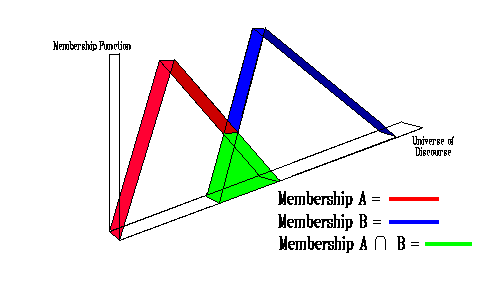 Membership Function
Universe of
Discourse
Membership A =
Membership B =
Membership A ∩ B =